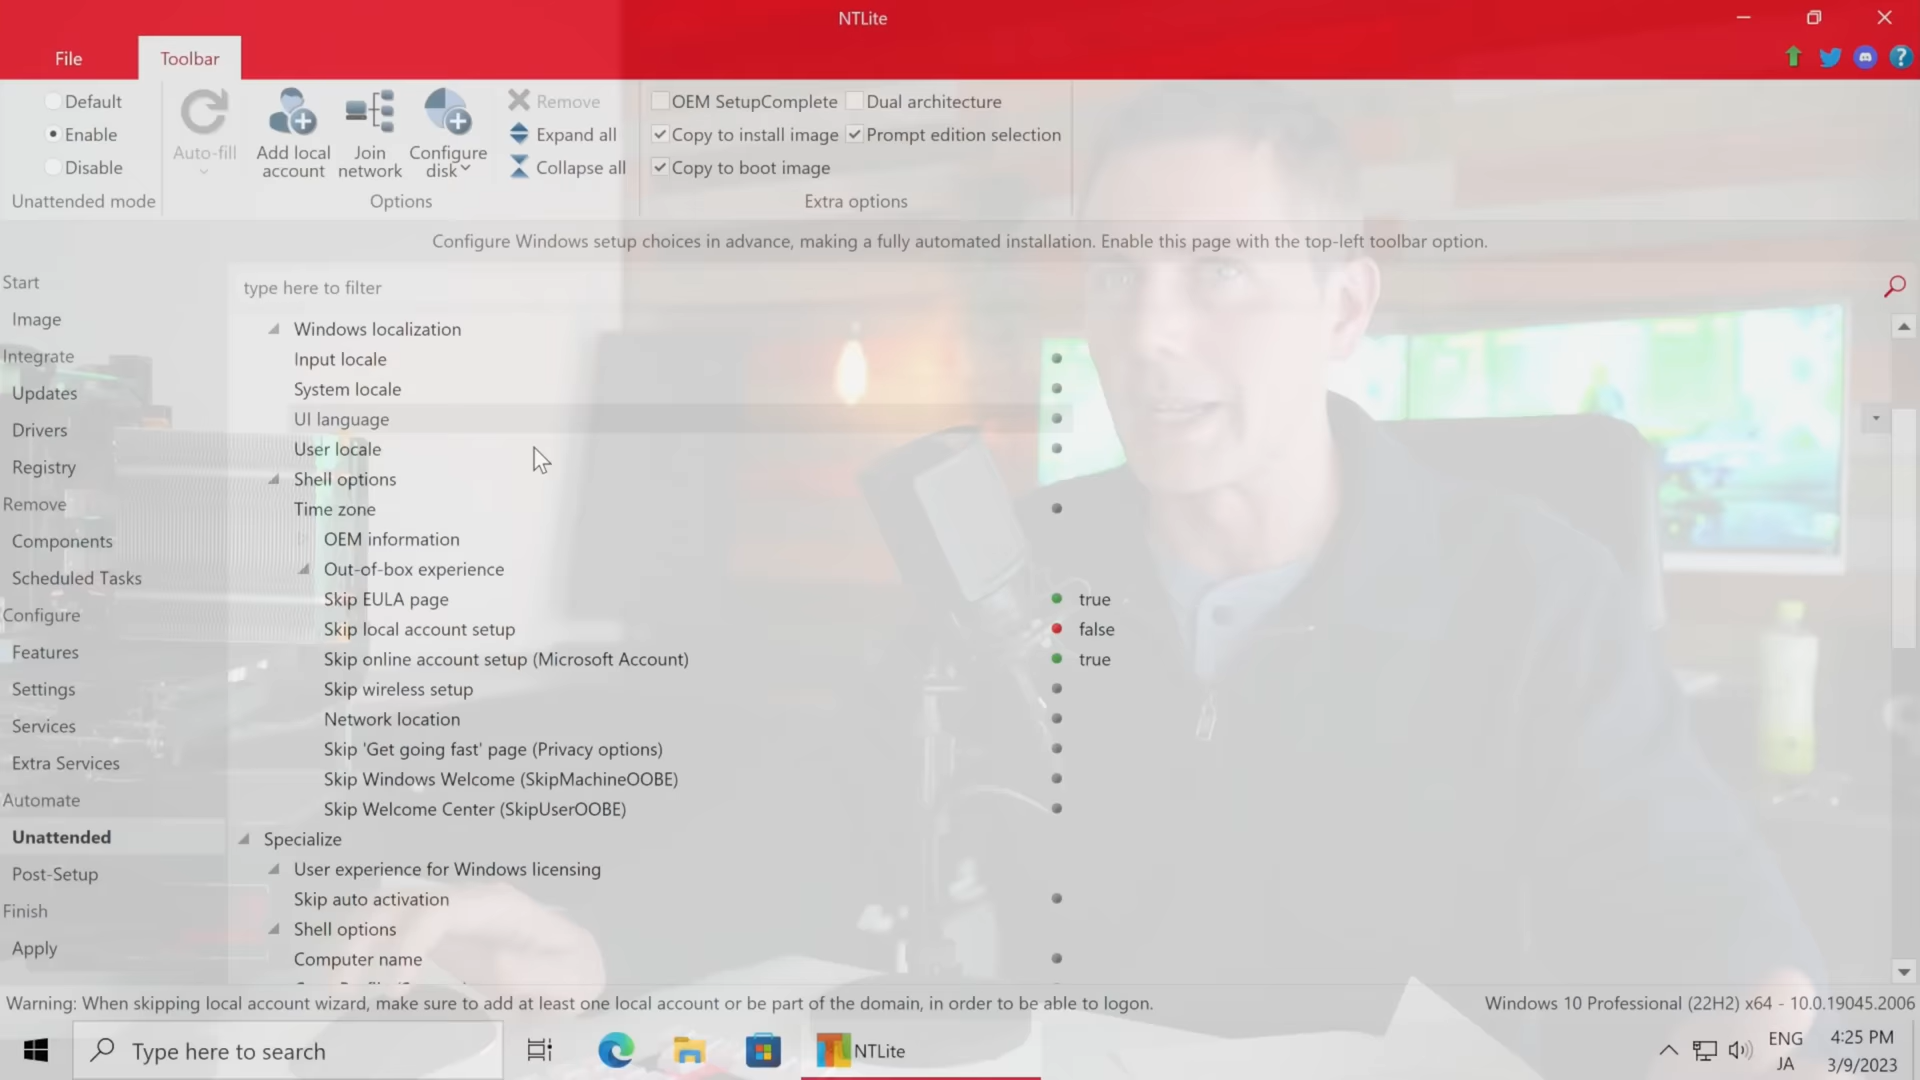 NTLite
File
Toolbar
Default
Enable
Disable
Unattended mode
Auto-fill
Add local account
Join network
Configure disk
Remove
Expand all
Collapse all
Options
OEM SetupComplete
Dual architecture
Copy to install image
Prompt edition selection
Copy to boot image
Extra options
Configure Windows setup choices in advance, making a fully automated installation. Enable this page with the top-left toolbar option.
Start
Image
Integrate
Updates
Drivers
Registry
Remove
Components
Scheduled Tasks
Configure
Features
Settings
Services
Extra Services
Automate
Unattended
Post-Setup
Finish
Apply
type here to filter
Windows localization
Input locale
System locale
UI language
User locale
Shell options
Time zone
OEM information
Out-of-box experience
Skip EULA page true
Skip local account setup false
Skip online account setup (Microsoft Account) true
Skip wireless setup
Network location
Skip 'Get going fast' page (Privacy options)
Skip Windows Welcome (SkipMachineOOBE)
Skip Welcome Center (SkipUserOOBE)
Specialize
User experience for Windows licensing
Skip auto activation
Shell options
Computer name
Warning: When skipping local account wizard, make sure to add at least one local account or be part of the domain, in order to be able to logon.
Windows 10 Professional (22H2) x64 - 10.0.19045.2006
Type here to search
NTLite
ENG
JA
4:25 PM
3/9/2023